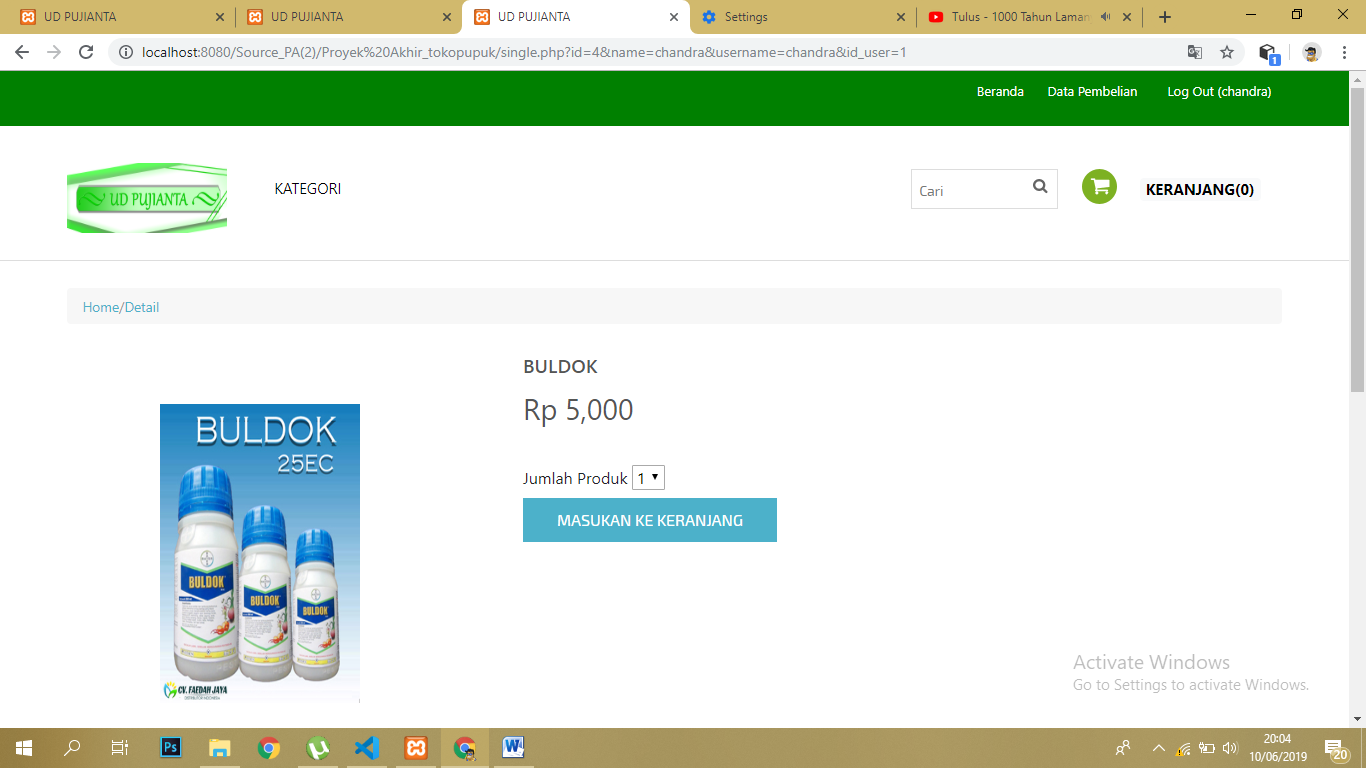 UD PUJIANTA
UD PUJIANTA
UD PUJIANTA
Settings
Tulus - 1000 Tahun Laman
localhost:8080/Source_PA(2)/Proyek%20Akhir_tokopupuk/single.php?id=4&name=chandra&username=chandra&id_user=1
1
Beranda
Data Pembelian
Log Out (chandra)
UD PUJIANTA
KATEGORI
Cari
KERANJANG(0)
Home/Detail
BULDOK
Rp 5,000
BULDOK
25EC
Jumlah Produk 1
MASUKAN KE KERANJANG
BULDOK
BULDOK
BULDOK
CV. FAEDAH JAYA
Activate Windows
Go to Settings to activate Windows.
Ps
W
20:04
10/06/2019
20